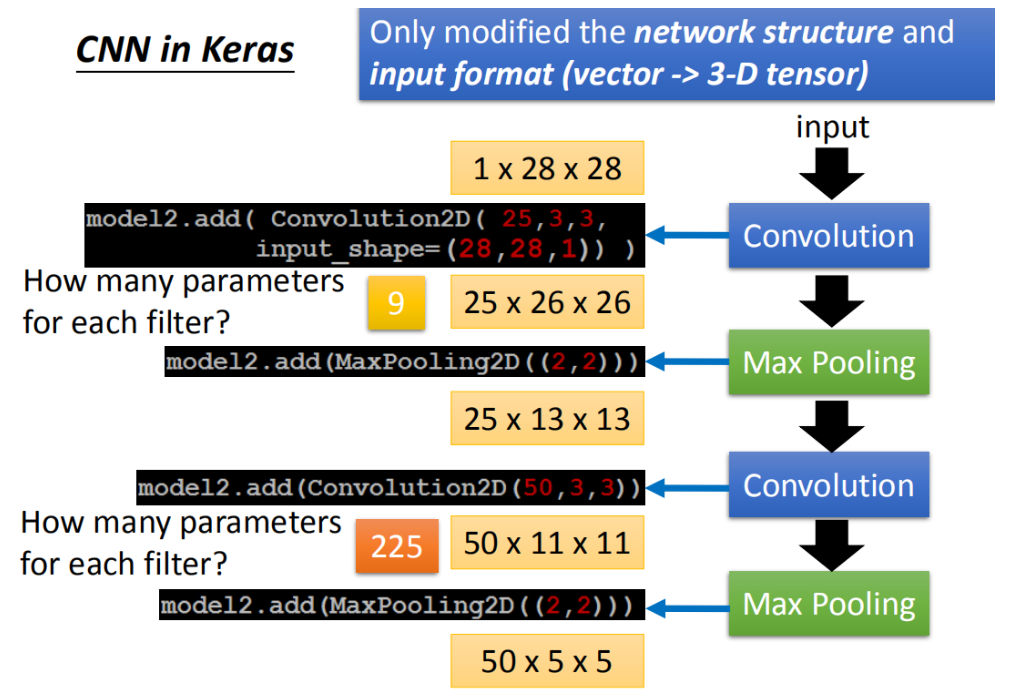 CNN in Keras
Only modified the network structure and
input format (vector -> 3-D tensor)
input
1 x 28 x 28
model2.add( Convolution2D( 25,3,3,
input_shape=(28,28,1)) )
Convolution
How many parameters
for each filter?
9
25 x 26 x 26
model2.add(MaxPooling2D((2,2)))
Max Pooling
25 x 13 x 13
model2.add(Convolution2D(50,3,3))
Convolution
How many parameters
for each filter?
225
50 x 11 x 11
model2.add(MaxPooling2D((2,2)))
Max Pooling
50 x 5 x 5